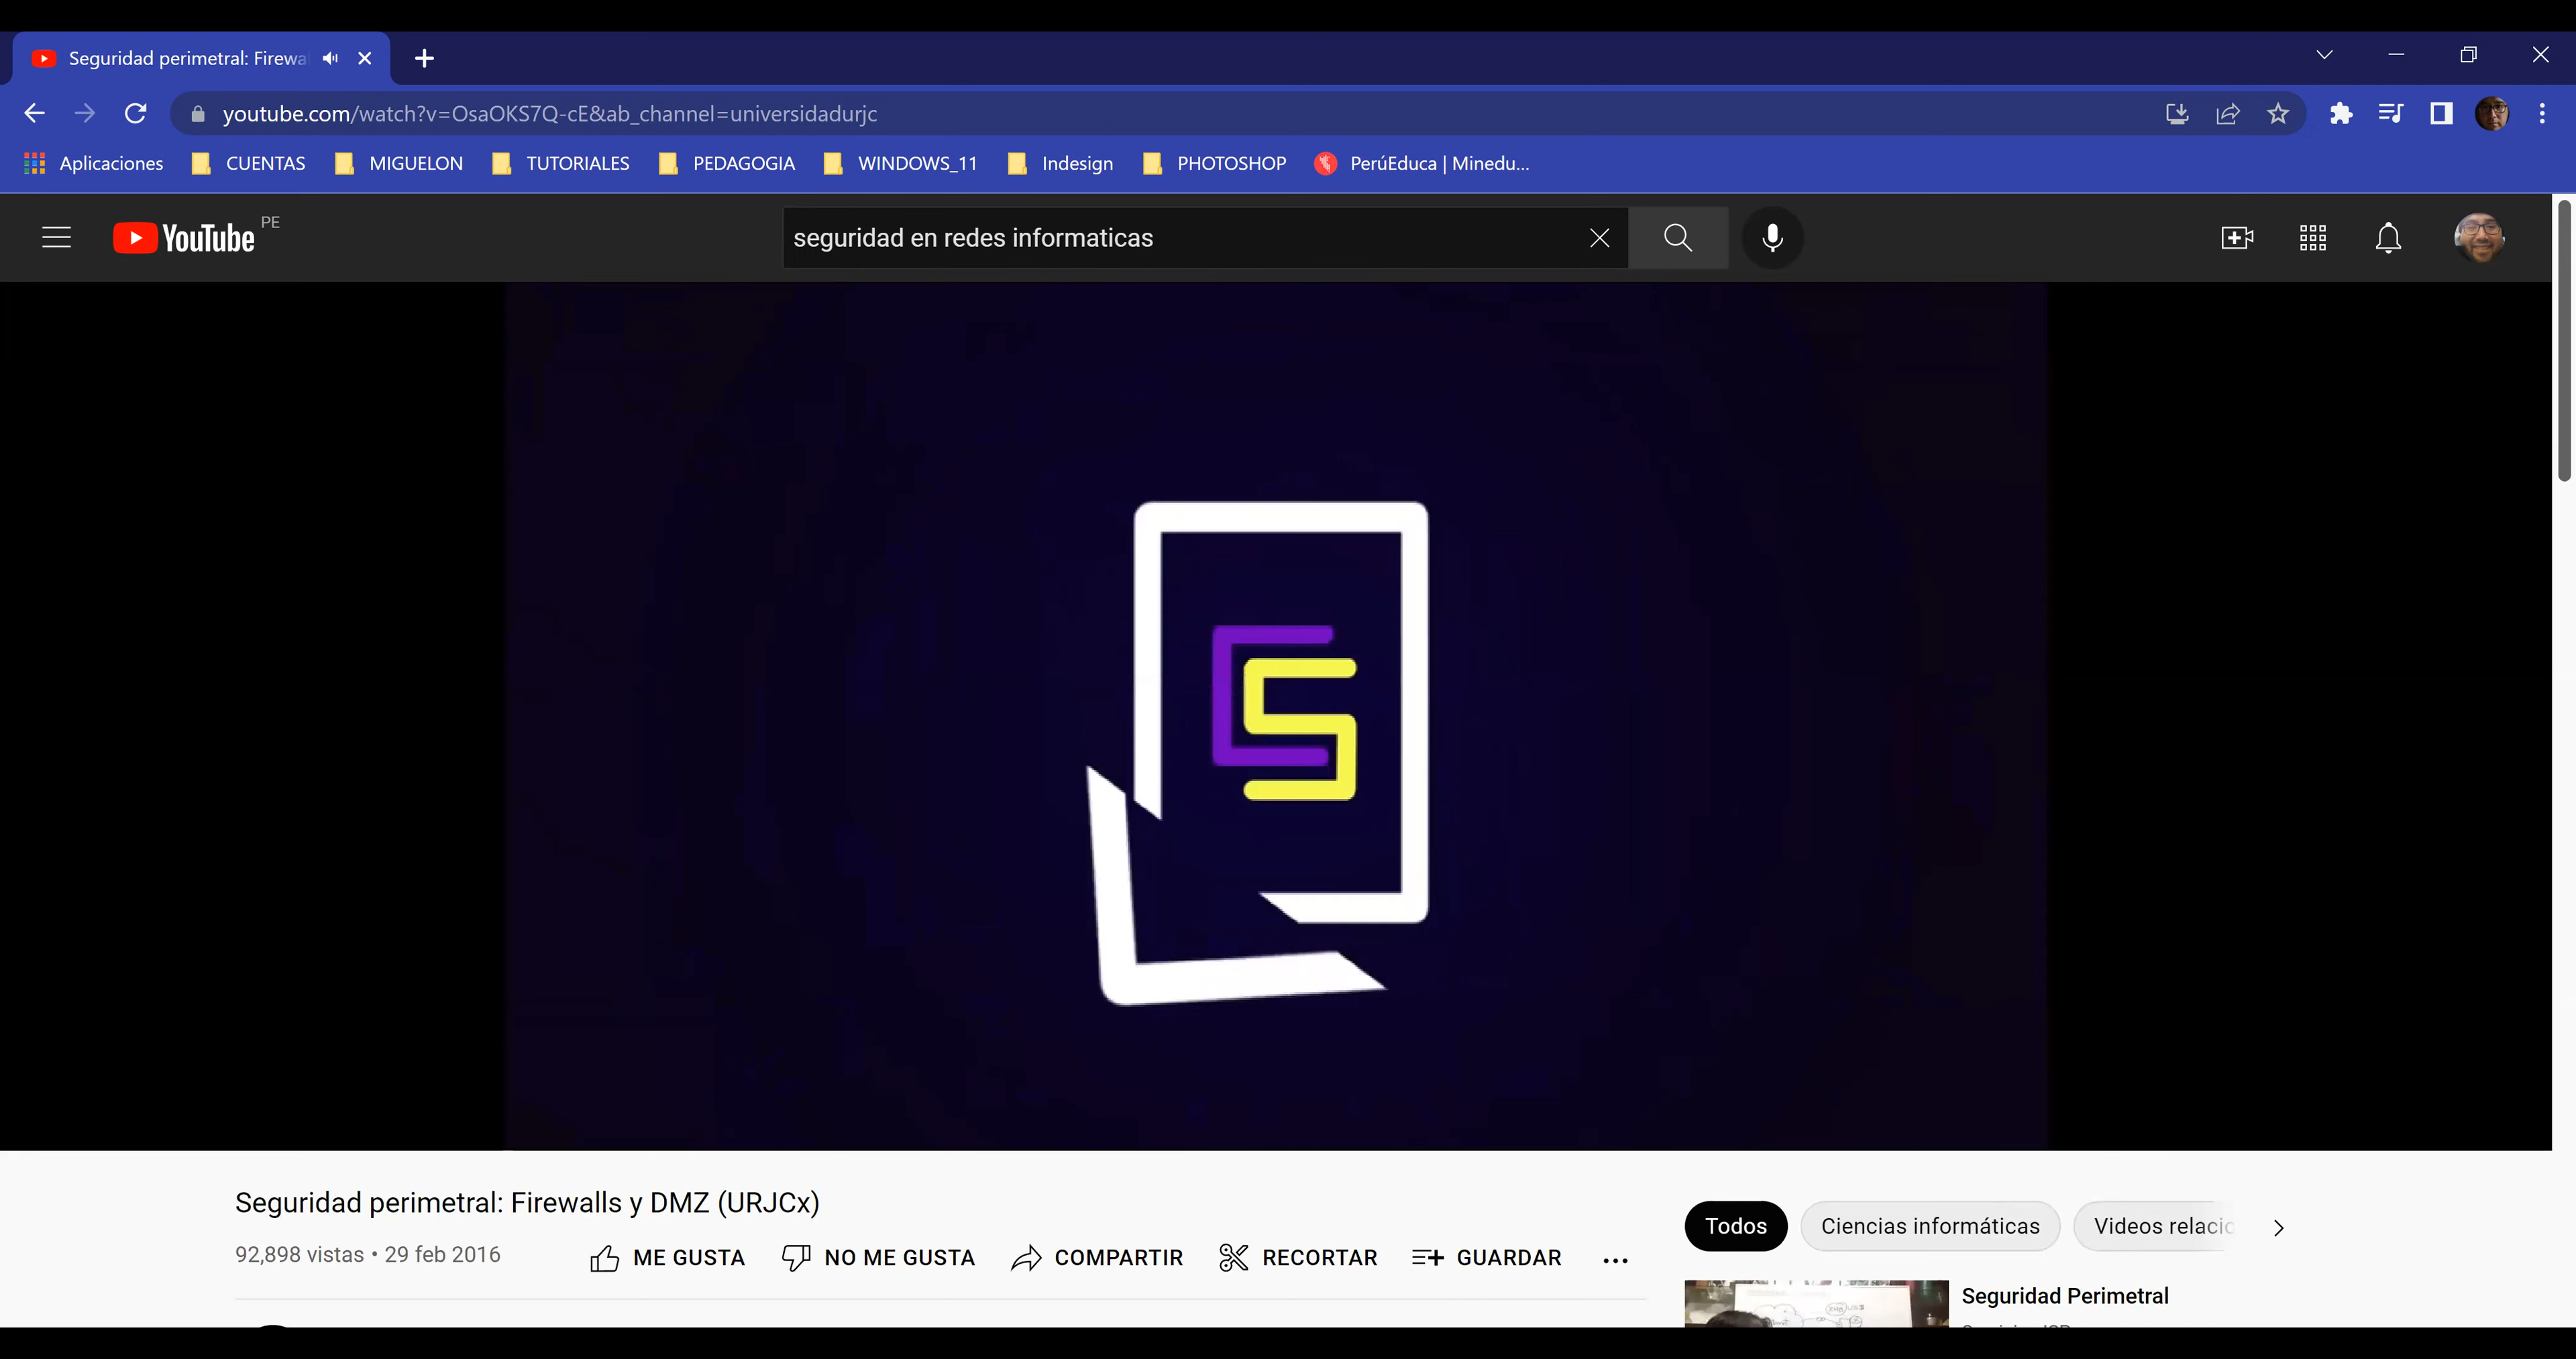 Seguridad perimetral: Firewa
youtube.com/watch?v=OsaOKS7Q-cE&ab_channel=universidadurjc
Aplicaciones CUENTAS MIGUELON TUTORIALES PEDAGOGIA WINDOWS_11 Indesign PHOTOSHOP PerúEduca | Minedu...
YouTube PE
seguridad en redes informaticas
CS
Seguridad perimetral: Firewalls y DMZ (URJCx)
92,898 vistas • 29 feb 2016
ME GUSTA NO ME GUSTA COMPARTIR RECORTAR GUARDAR
Todos Ciencias informáticas Videos relacio
Seguridad Perimetral